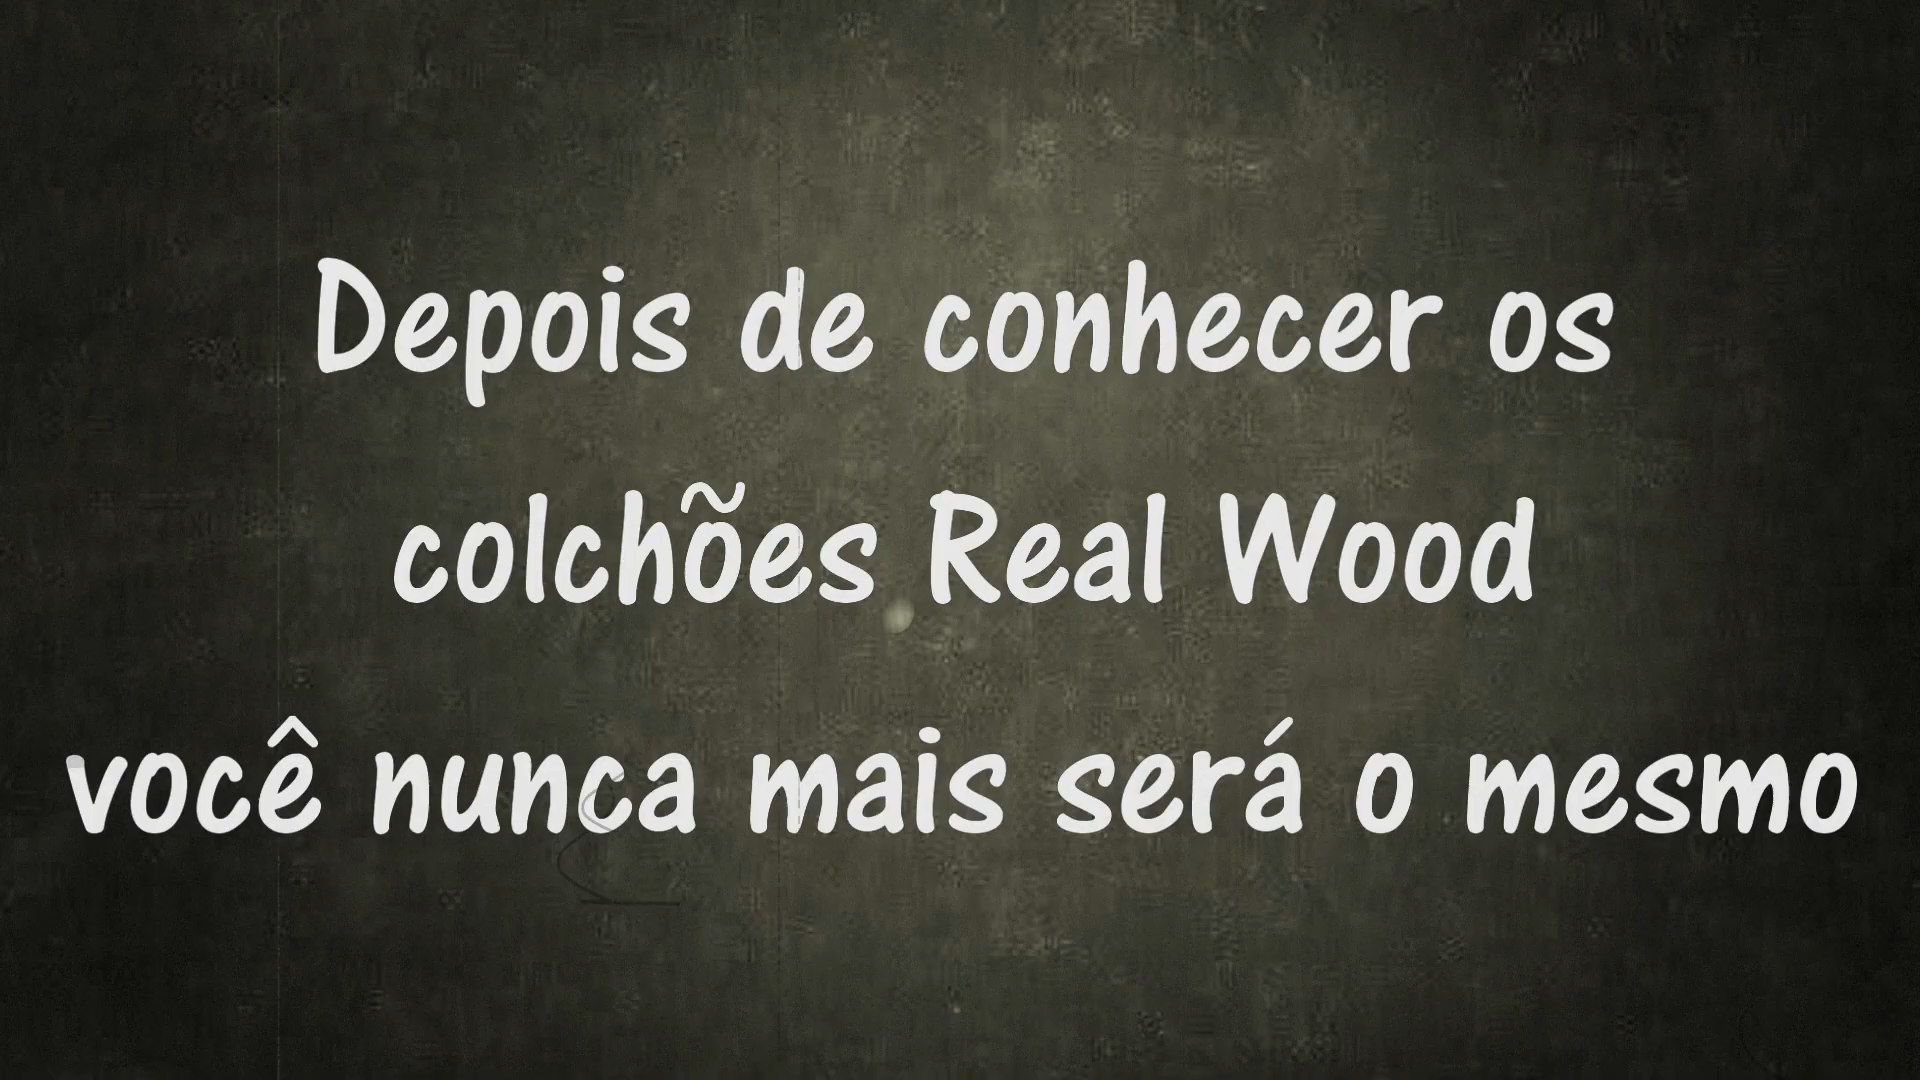 Depois de conhecer os
colchões Real Wood
você nunca mais será o mesmo